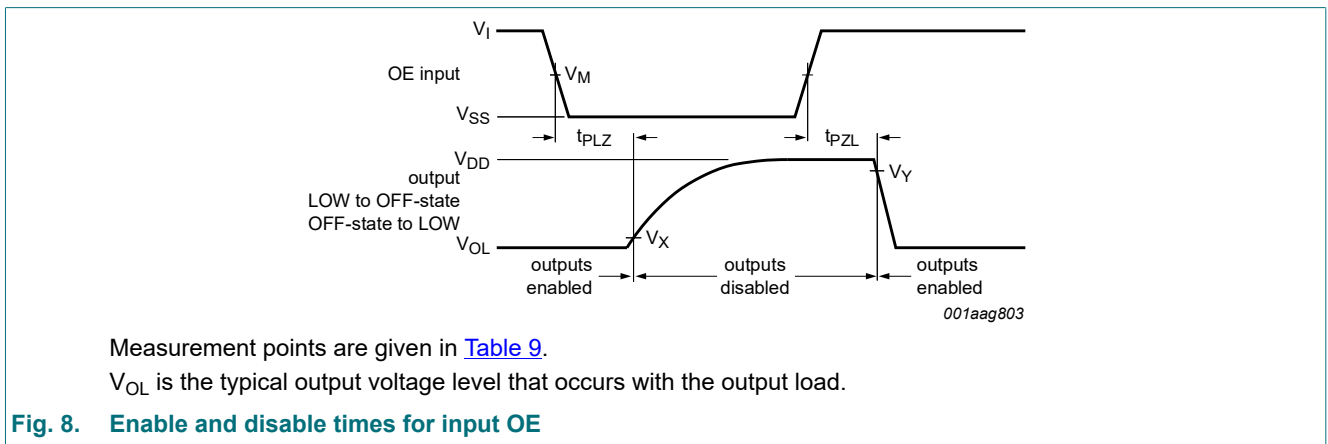 V_I
OE input
V_M
V_SS
t_PLZ
t_PZL
V_DD
output
LOW to OFF-state
OFF-state to LOW
V_Y
V_OL
V_X
outputs
enabled
outputs
disabled
outputs
enabled
001aag803
Measurement points are given in Table 9.
V_OL is the typical output voltage level that occurs with the output load.
Fig. 8. Enable and disable times for input OE